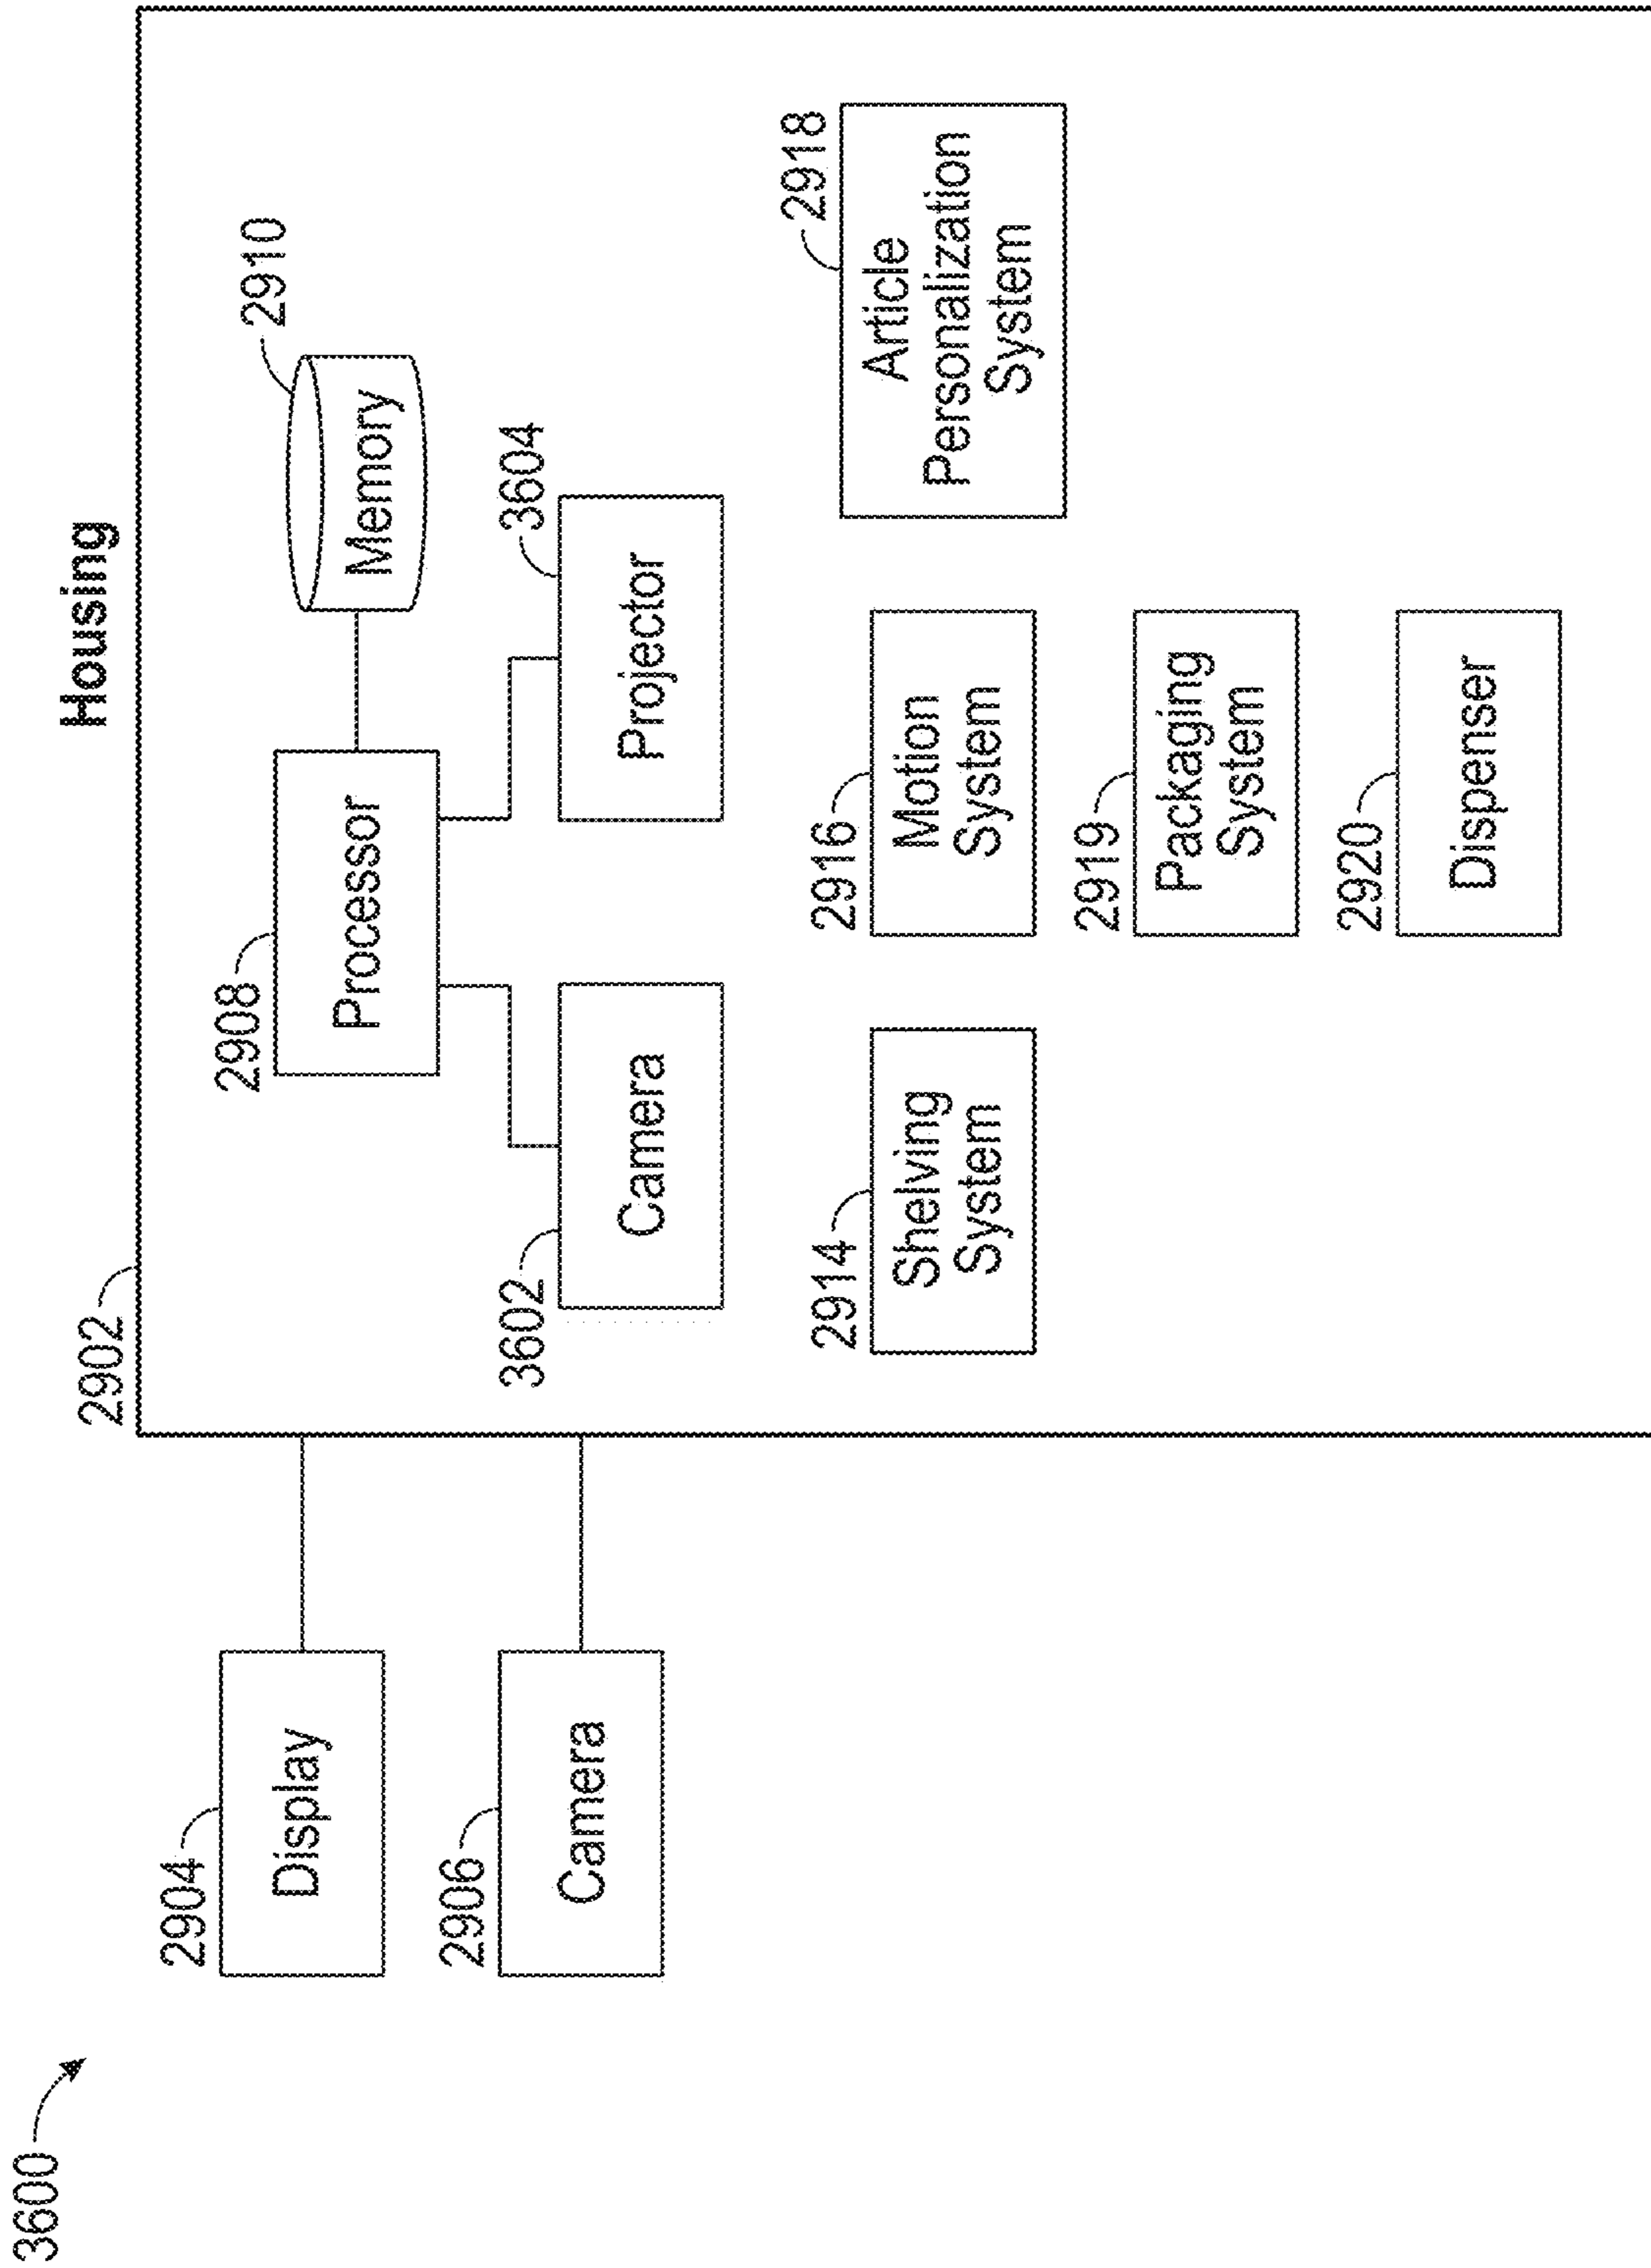 3600
Housing
2902
2904
Display
2906
Camera
2908
Processor
2910
Memory
3602
Camera
3604
Projector
2914
Shelving
System
2916
Motion
System
2918
Article
Personalization
System
2919
Packaging
System
2920
Dispenser